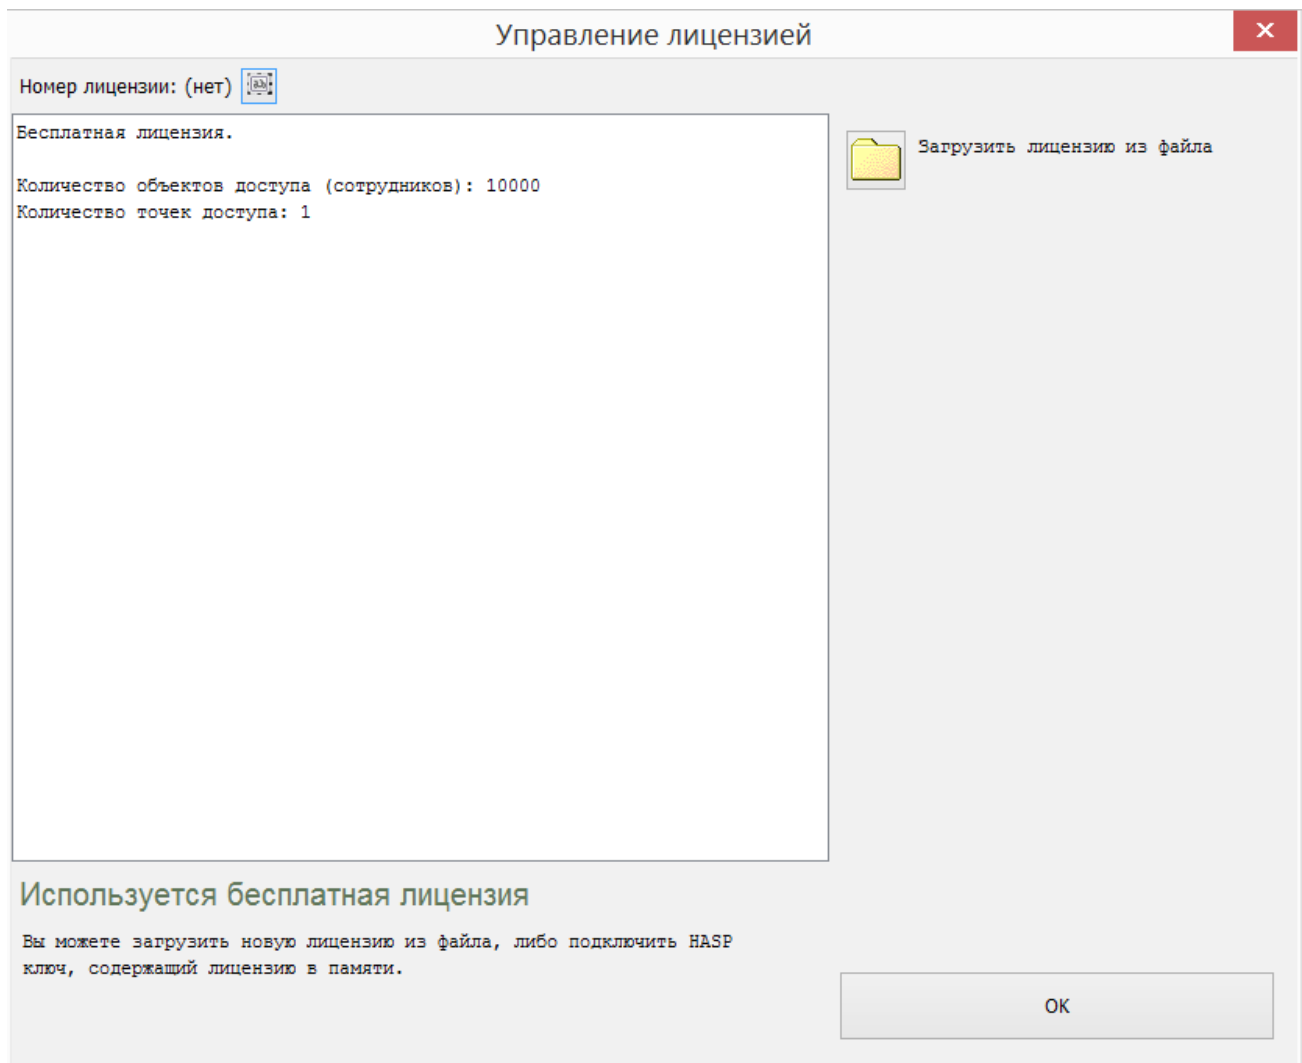 Управление лицензией
Номер лицензии: (нет)
Бесплатная лицензия.
Количество объектов доступа (сотрудников): 10000
Количество точек доступа: 1
Загрузить лицензию из файла
Используется бесплатная лицензия
Вы можете загрузить новую лицензию из файла, либо подключить HASP
ключ, содержащий лицензию в памяти.
ОК